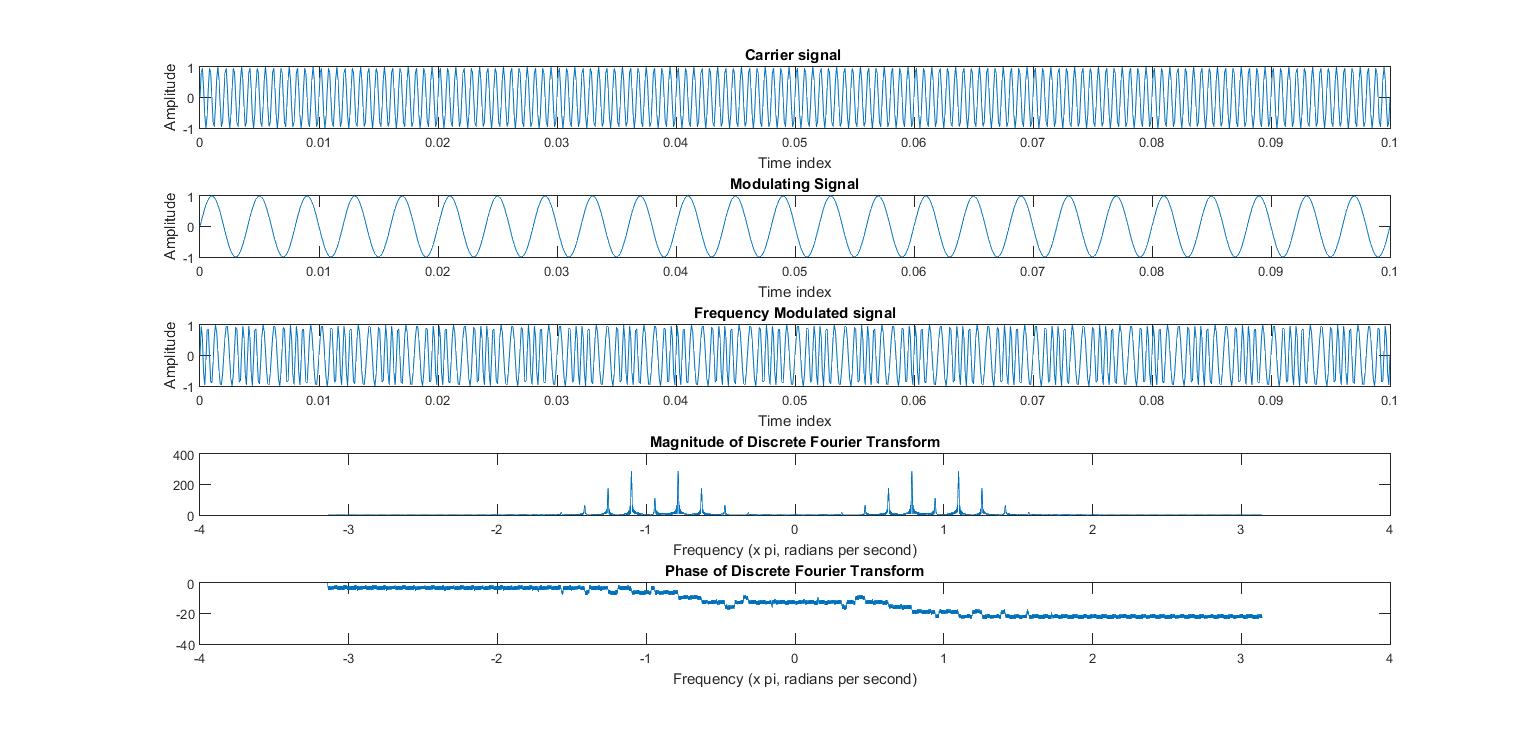 Carrier signal
1
0
-1
Amplitude
0 0.01 0.02 0.03 0.04 0.05 0.06 0.07 0.08 0.09 0.1
Time index
Modulating Signal
1
0
-1
Amplitude
0 0.01 0.02 0.03 0.04 0.05 0.06 0.07 0.08 0.09 0.1
Time index
Frequency Modulated signal
1
0
-1
Amplitude
0 0.01 0.02 0.03 0.04 0.05 0.06 0.07 0.08 0.09 0.1
Time index
Magnitude of Discrete Fourier Transform
400
200
0
-4 -3 -2 -1 0 1 2 3 4
Frequency (x pi, radians per second)
Phase of Discrete Fourier Transform
0
-20
-40
-4 -3 -2 -1 0 1 2 3 4
Frequency (x pi, radians per second)